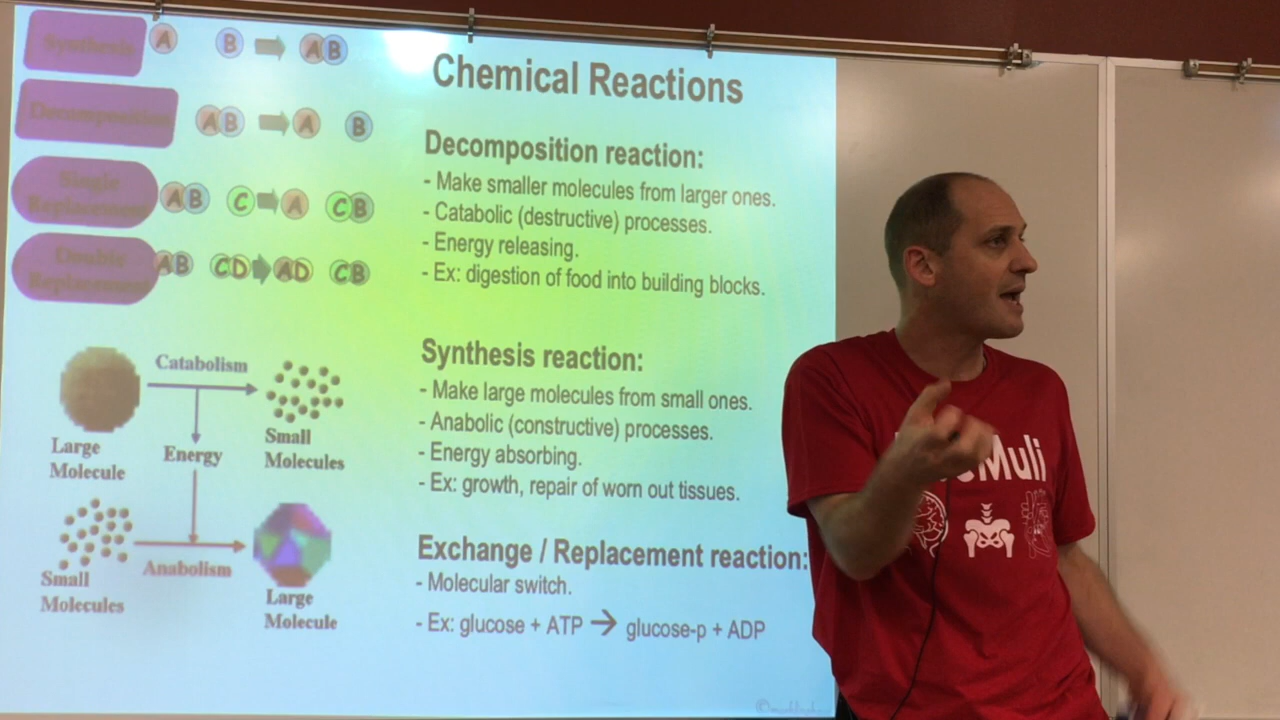 Synthesis A B AB
Decomposition AB A B
Single
Replacement AB C A CB
Double
Replacement AB CD AD CB
Catabolism
Large
Molecule
Energy
Small
Molecules
Small
Molecules
Anabolism
Large
Molecule
Chemical Reactions
Decomposition reaction:
- Make smaller molecules from larger ones.
- Catabolic (destructive) processes.
- Energy releasing.
- Ex: digestion of food into building blocks.
Synthesis reaction:
- Make large molecules from small ones.
- Anabolic (constructive) processes.
- Energy absorbing.
- Ex: growth, repair of worn out tissues.
Exchange / Replacement reaction:
- Molecular switch.
- Ex: glucose + ATP → glucose-p + ADP
Muli